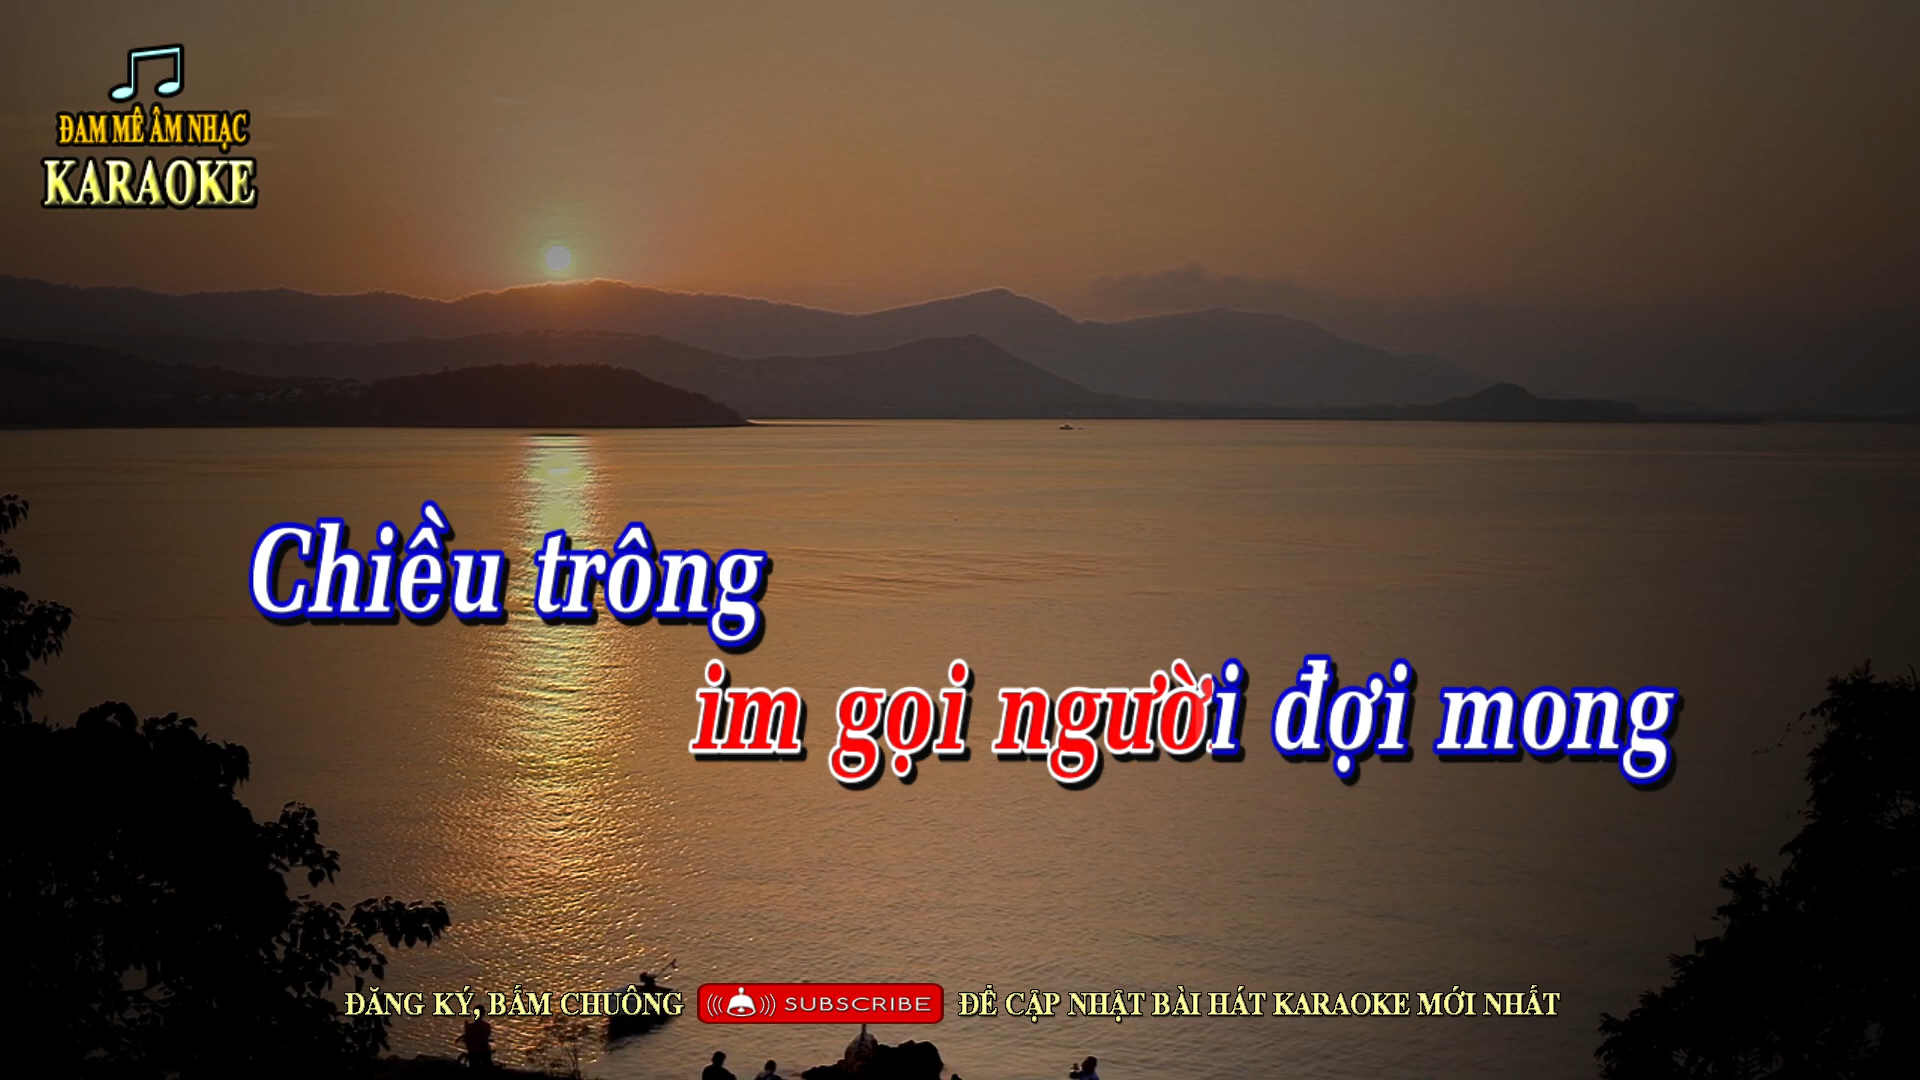 ĐAM MÊ ÂM NHẠC
KARAOKE
Chiều trông
im gọi người đợi mong
ĐĂNG KÝ, BẤM CHUÔNG SUBSCRIBE ĐỂ CẬP NHẬT BÀI HÁT KARAOKE MỚI NHẤT